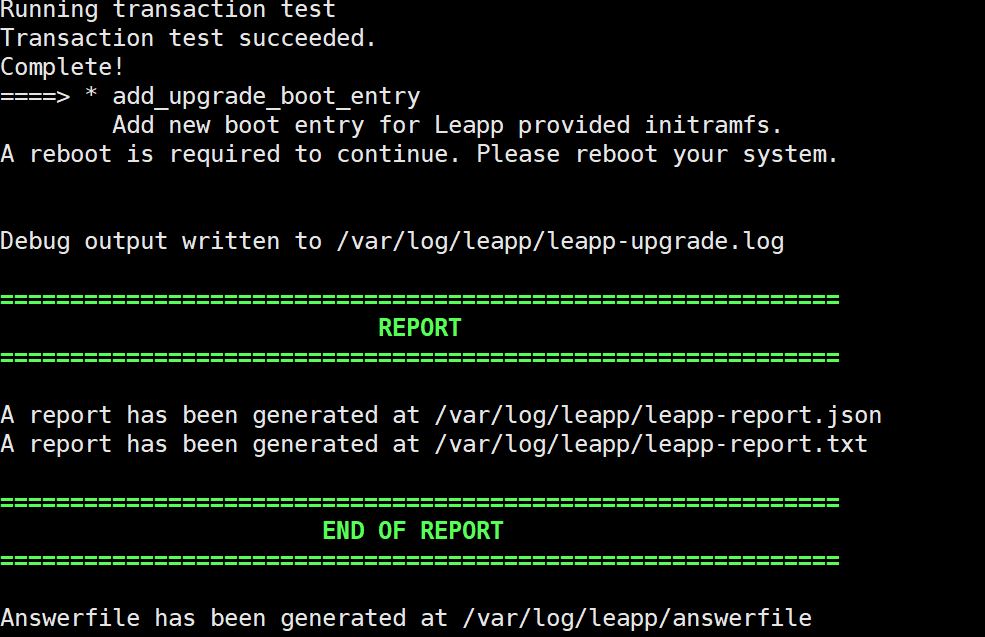 Running transaction test
Transaction test succeeded.
Complete!
====> * add_upgrade_boot_entry
        Add new boot entry for Leapp provided initramfs.
A reboot is required to continue. Please reboot your system.
Debug output written to /var/log/leapp/leapp-upgrade.log
============================================================
                           REPORT
============================================================
A report has been generated at /var/log/leapp/leapp-report.json
A report has been generated at /var/log/leapp/leapp-report.txt
============================================================
                       END OF REPORT
============================================================
Answerfile has been generated at /var/log/leapp/answerfile